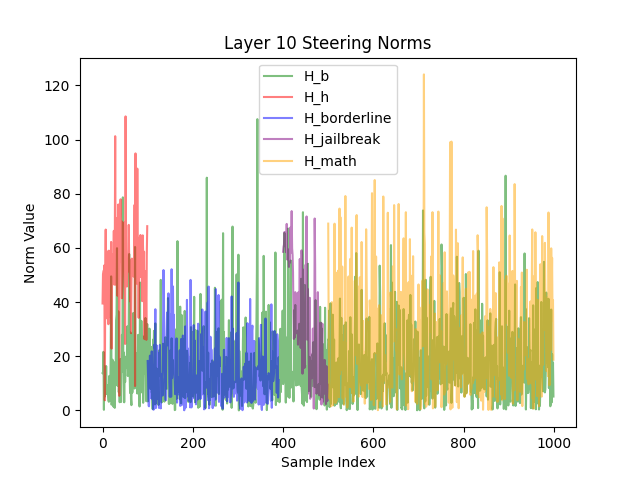 Layer 10 Steering Norms
H_b
H_h
H_borderline
H_jailbreak
H_math
Norm Value
120
100
80
60
40
20
0
0 200 400 600 800 1000
Sample Index